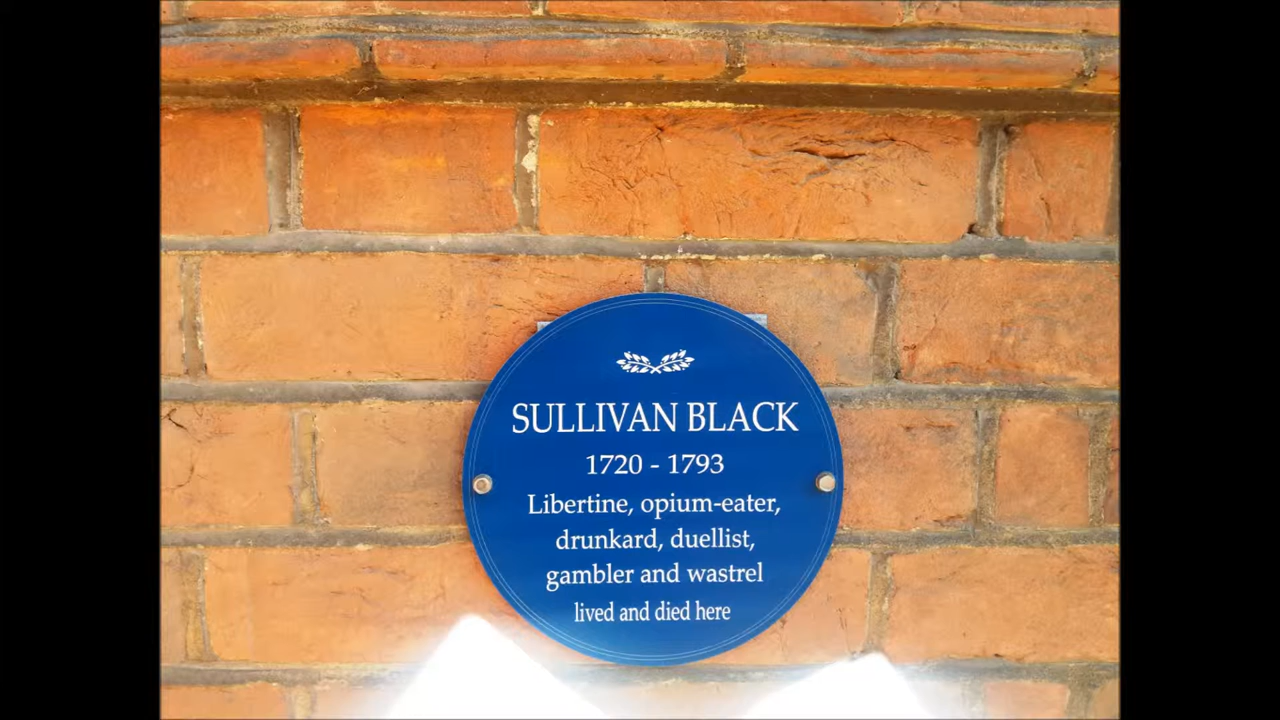 SULLIVAN BLACK
1720 - 1793
Libertine, opium-eater,
drunkard, duellist,
gambler and wastrel
lived and died here